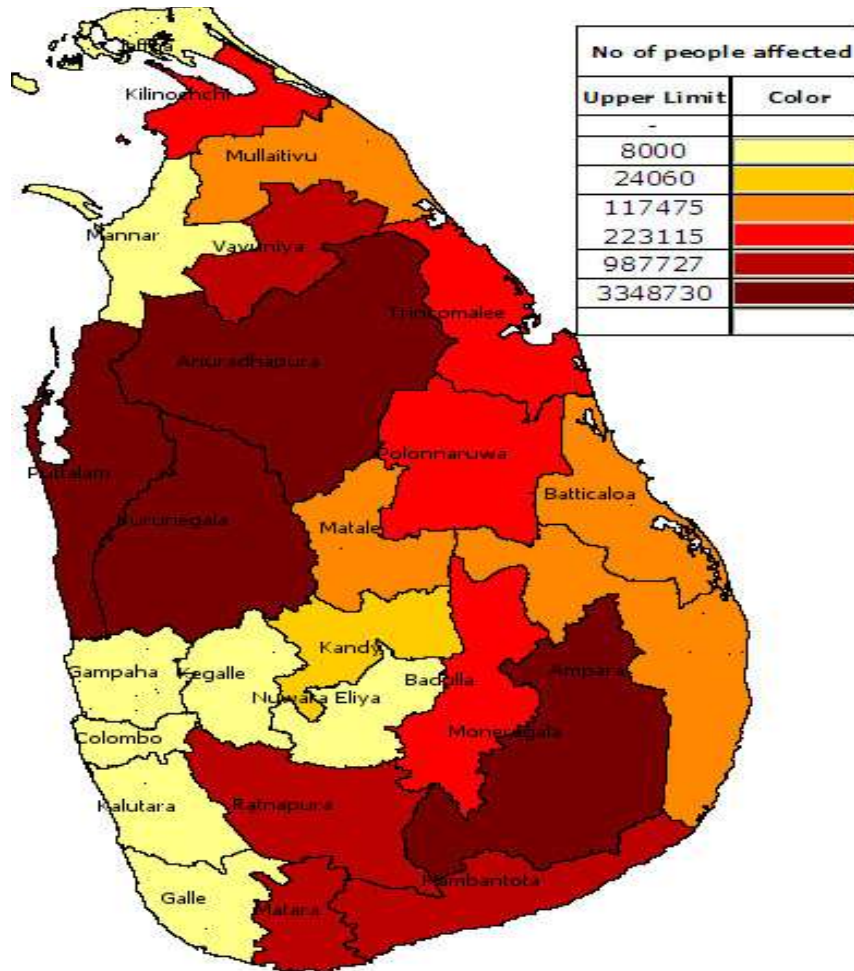 No of people affected
Upper Limit Color
-
8000
24060
117475
223115
987727
3348730
Jaffna
Kilinochchi
Mullaitivu
Mannar
Vavuniya
Trincomalee
Anuradhapura
Polonnaruwa
Puttalam
Batticaloa
Kurunegala
Matale
Kandy
Ampara
Gampaha
Kegalle
Badulla
Nuwara Eliya
Moneragala
Colombo
Kalutara
Ratnapura
Hambantota
Galle
Matara